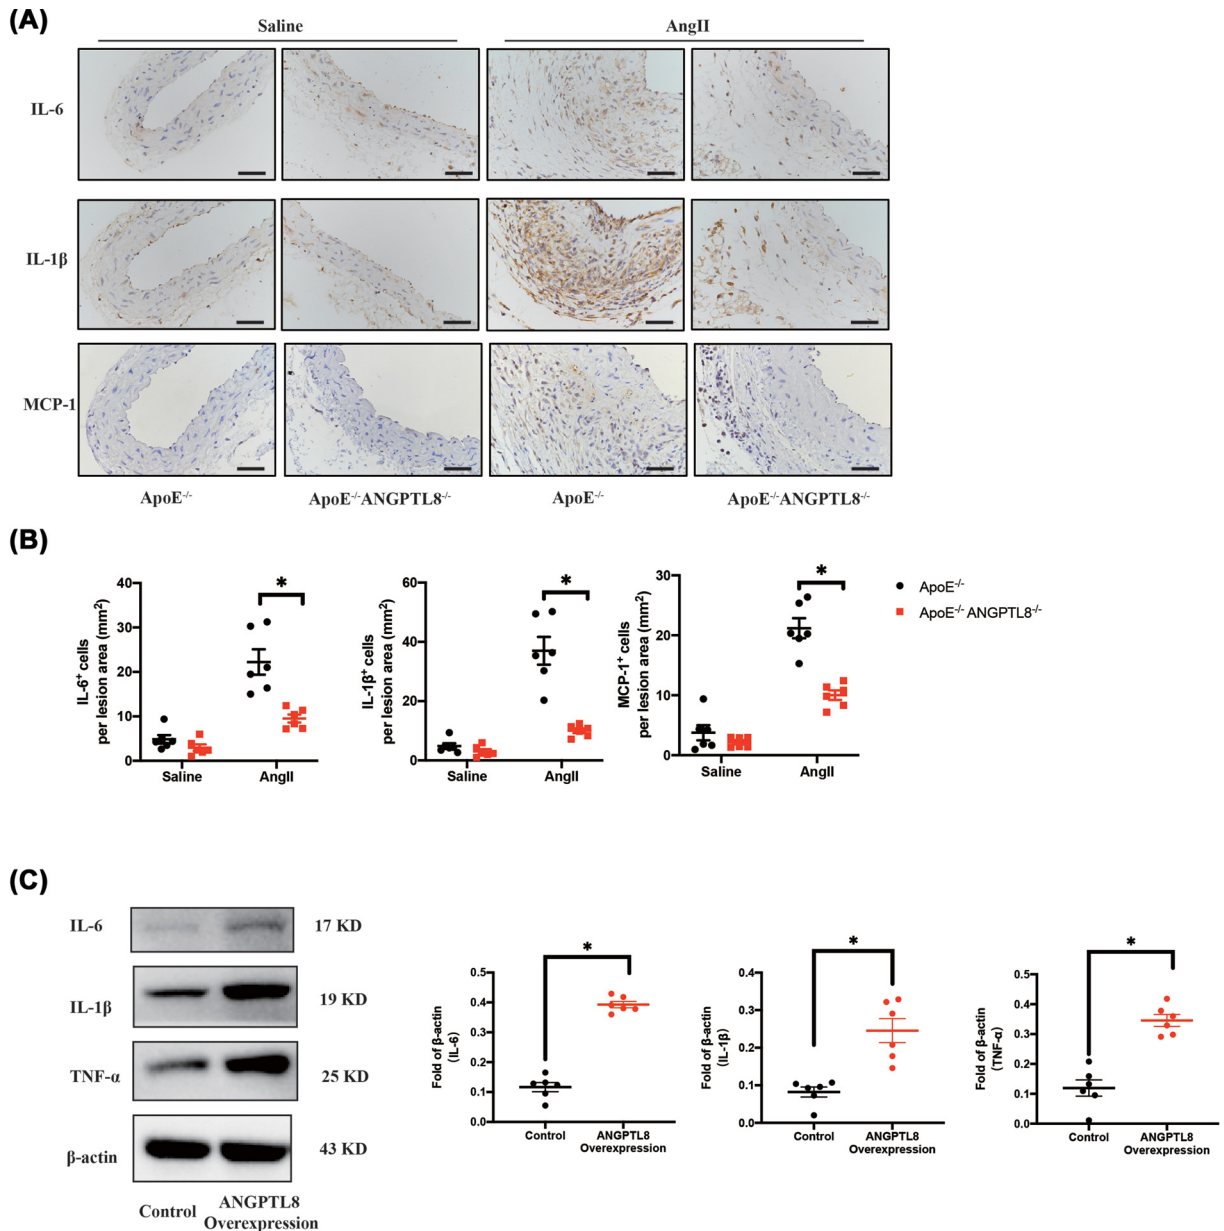 (A)
Saline AngII
IL-6
IL-1β
MCP-1
ApoE-/- ApoE-/-ANGPTL8-/- ApoE-/- ApoE-/-ANGPTL8-/-
(B)
IL-6+ cells
per lesion area (mm2)
40
30
20
10
0
Saline AngII
*
IL-1β+ cells
per lesion area (mm2)
60
40
20
0
Saline AngII
*
MCP-1+ cells
per lesion area (mm2)
30
20
10
0
Saline AngII
*
ApoE-/-
ApoE-/- ANGPTL8-/-
(C)
IL-6 17 KD
IL-1β 19 KD
TNF-α 25 KD
β-actin 43 KD
Control ANGPTL8
Overexpression
Fold of β-actin
(IL-6)
0.5
0.4
0.3
0.2
0.1
0.0
*
Control ANGPTL8
Overexpression
Fold of β-actin
(IL-1β)
0.4
0.3
0.2
0.1
0.0
*
Control ANGPTL8
Overexpression
Fold of β-actin
(TNF-α)
0.5
0.4
0.3
0.2
0.1
0.0
*
Control ANGPTL8
Overexpression